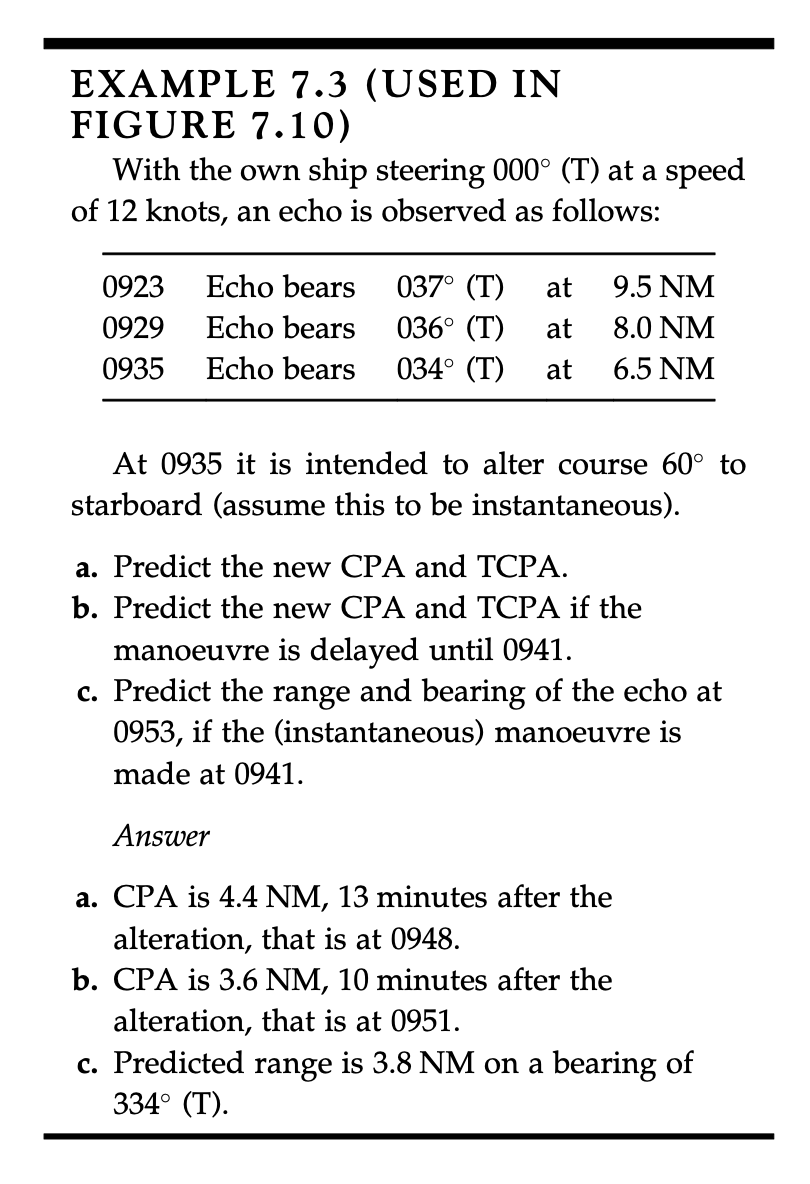 EXAMPLE 7.3 (USED IN
FIGURE 7.10)
With the own ship steering 000° (T) at a speed
of 12 knots, an echo is observed as follows:
0923 Echo bears 037° (T) at 9.5 NM
0929 Echo bears 036° (T) at 8.0 NM
0935 Echo bears 034° (T) at 6.5 NM
At 0935 it is intended to alter course 60° to
starboard (assume this to be instantaneous).
a. Predict the new CPA and TCPA.
b. Predict the new CPA and TCPA if the
manoeuvre is delayed until 0941.
c. Predict the range and bearing of the echo at
0953, if the (instantaneous) manoeuvre is
made at 0941.
Answer
a. CPA is 4.4 NM, 13 minutes after the
alteration, that is at 0948.
b. CPA is 3.6 NM, 10 minutes after the
alteration, that is at 0951.
c. Predicted range is 3.8 NM on a bearing of
334° (T).